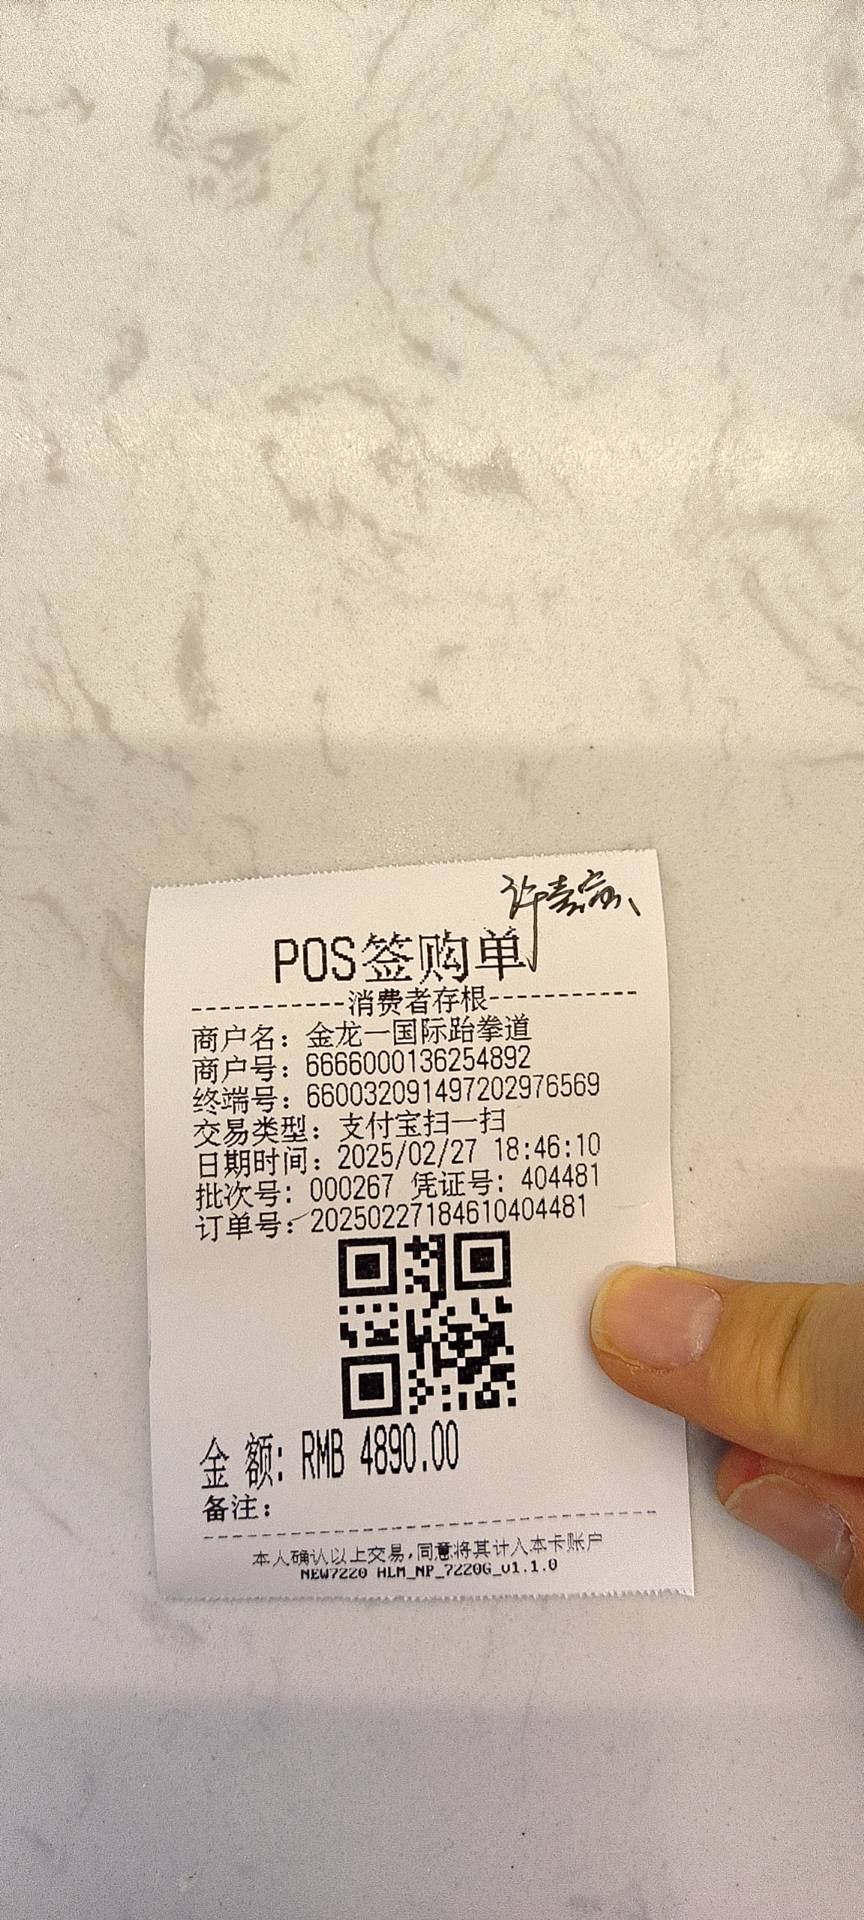 POS签购单
-----------消费者存根-----------
商户名：金龙一国际跆拳道
商户号：6666000136254892
终端号：660032091497202976569
交易类型：支付宝扫一扫
日期时间：2025/02/27 18:46:10
批次号：000267 凭证号：404481
订单号：20250227184610404481
金 额: RMB 4890.00
备注：
本人确认以上交易,同意将其计入本卡账户
NEW7220 HLM_NP_7220G_v1.1.0